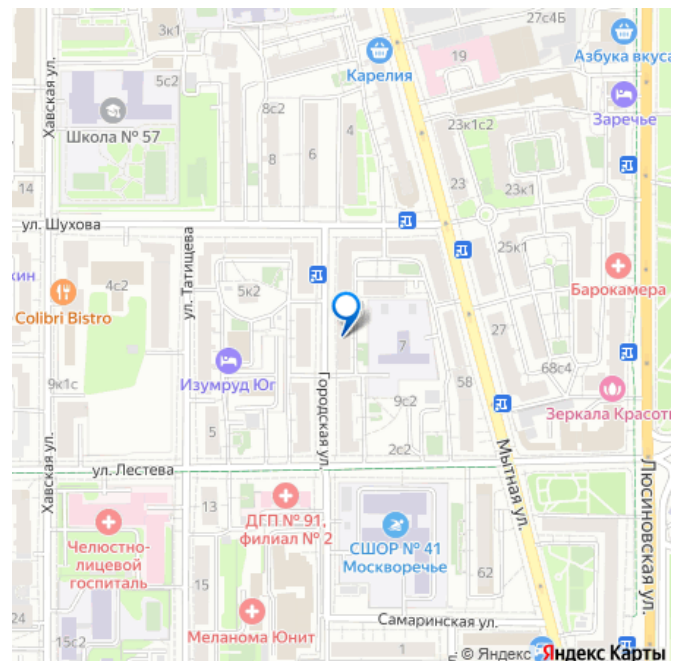 27с4Б
3к1
19
Азбука вкуса
Карелия
5с2
Хавская ул.
8с2
4
Заречье
Школа № 57
23к1с2
8
6
14
23
23к1
ул. Шухова
ул. Татищева
25к1
хин
4с2
5к2
Барокамера
Colibri Bistro
27
7
Изумруд Юг
58
68с4
9к1с
Городская ул.
9с2
Зеркала Красоты
5
2с2
Мытная ул.
Хавская ул.
ул. Лестева
Люсиновская ул.
13
ДГП № 91,
филиал № 2
Челюстно-
лицевой
госпиталь
СШОР № 41
Москворечье
15
62
24
Самаринская ул.
Меланома Юнит
15с2
1
© Яндекс Яндекс Карты